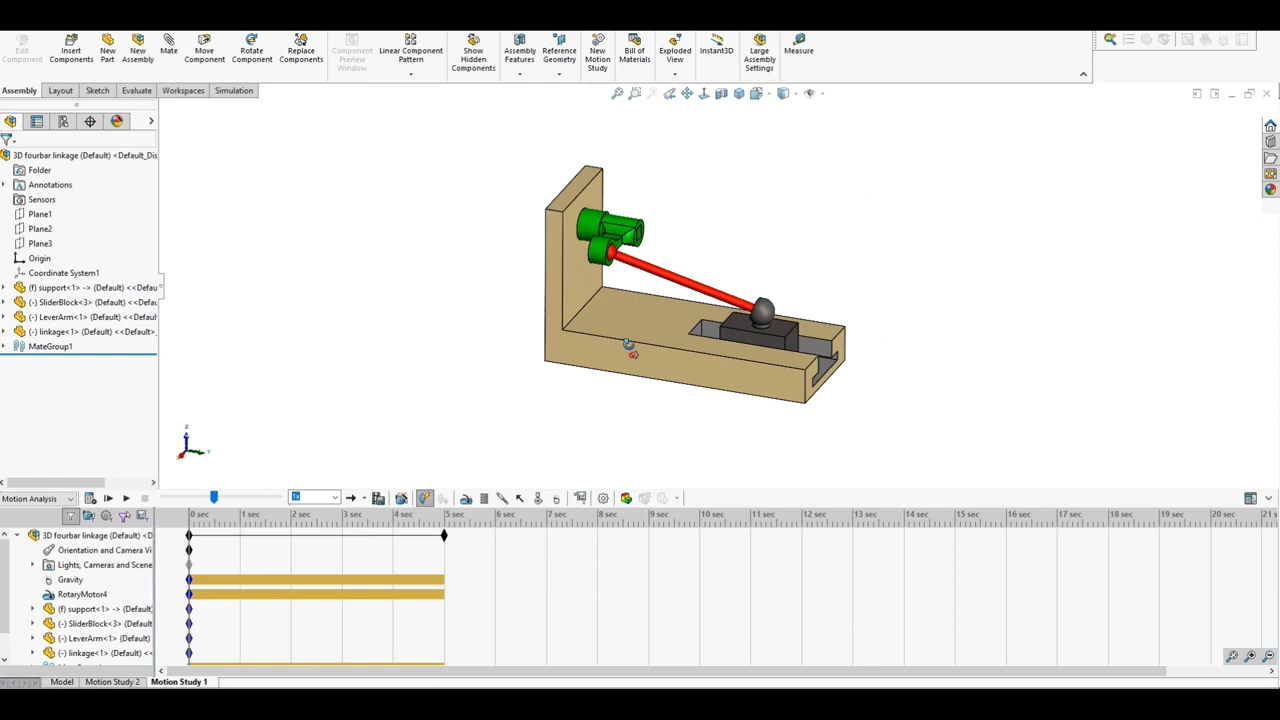 Edit Component
Insert Components
New Part
New Assembly
Mate
Move Component
Rotate Component
Replace Components
Component Preview Window
Linear Component Pattern
Show Hidden Components
Assembly Features
Reference Geometry
New Motion Study
Bill of Materials
Exploded View
Instant3D
Large Assembly Settings
Measure
Assembly Layout Sketch Evaluate Workspaces Simulation
3D fourbar linkage (Default) <Default_Dis
Folder
Annotations
Sensors
Plane1
Plane2
Plane3
Origin
Coordinate System1
(f) support<1> -> (Default) <<Defau
(-) SliderBlock<3> (Default) <<Defau
(-) LeverArm<1> (Default) <<Defau
(-) linkage<1> (Default) <<Default>_
MateGroup1
z
Y
Motion Analysis
1x
0 sec 1 sec 2 sec 3 sec 4 sec 5 sec 6 sec 7 sec 8 sec 9 sec 10 sec 11 sec 12 sec 13 sec 14 sec 15 sec 16 sec 17 sec 18 sec 19 sec 20 sec 21 s
3D fourbar linkage (Default) <D
Orientation and Camera Vi
Lights, Cameras and Scene
Gravity
RotaryMotor4
(f) support<1> -> (Default)
(-) SliderBlock<3> (Default)
(-) LeverArm<1> (Default)
(-) linkage<1> (Default) <<
Model Motion Study 2 Motion Study 1